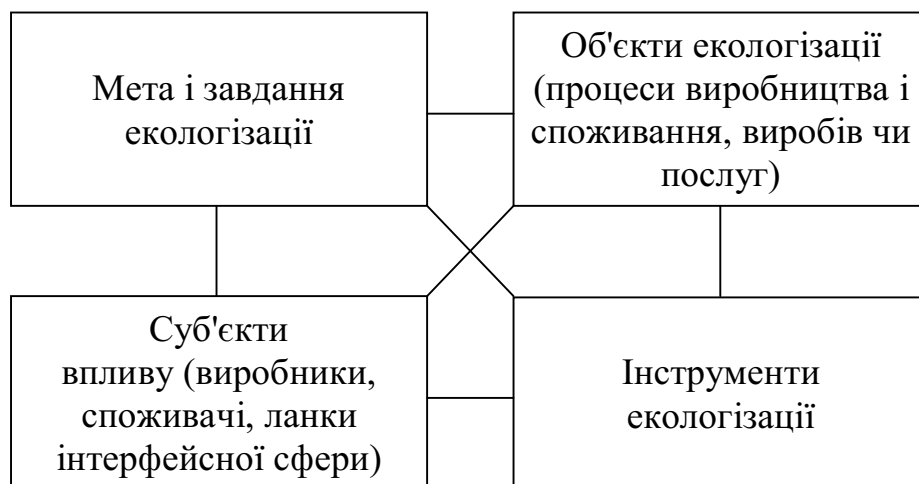 Мета і завдання
екологізації
Об'єкти екологізації
(процеси виробництва і
споживання, виробів чи
послуг)
Суб'єкти
впливу (виробники,
споживачі, ланки
інтерфейсної сфери)
Інструменти
екологізації